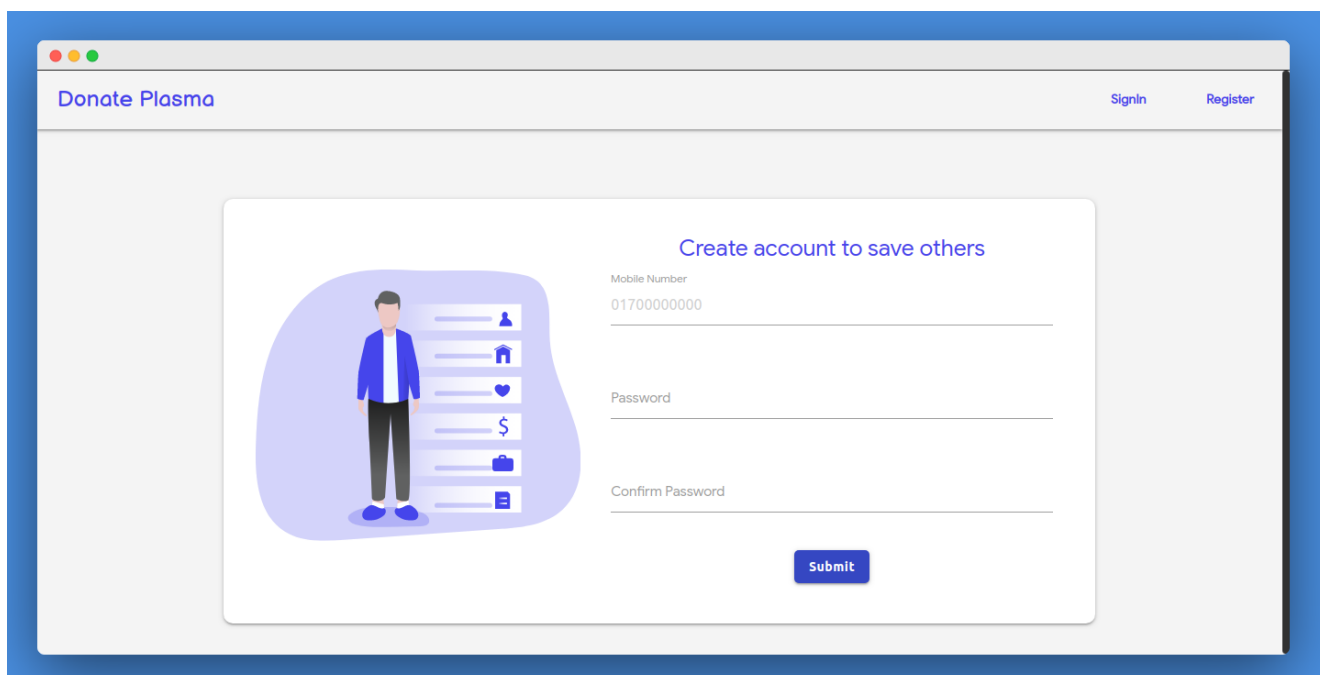 Donate Plasma
SignIn
Register
Create account to save others
Mobile Number
01700000000
Password
Confirm Password
Submit